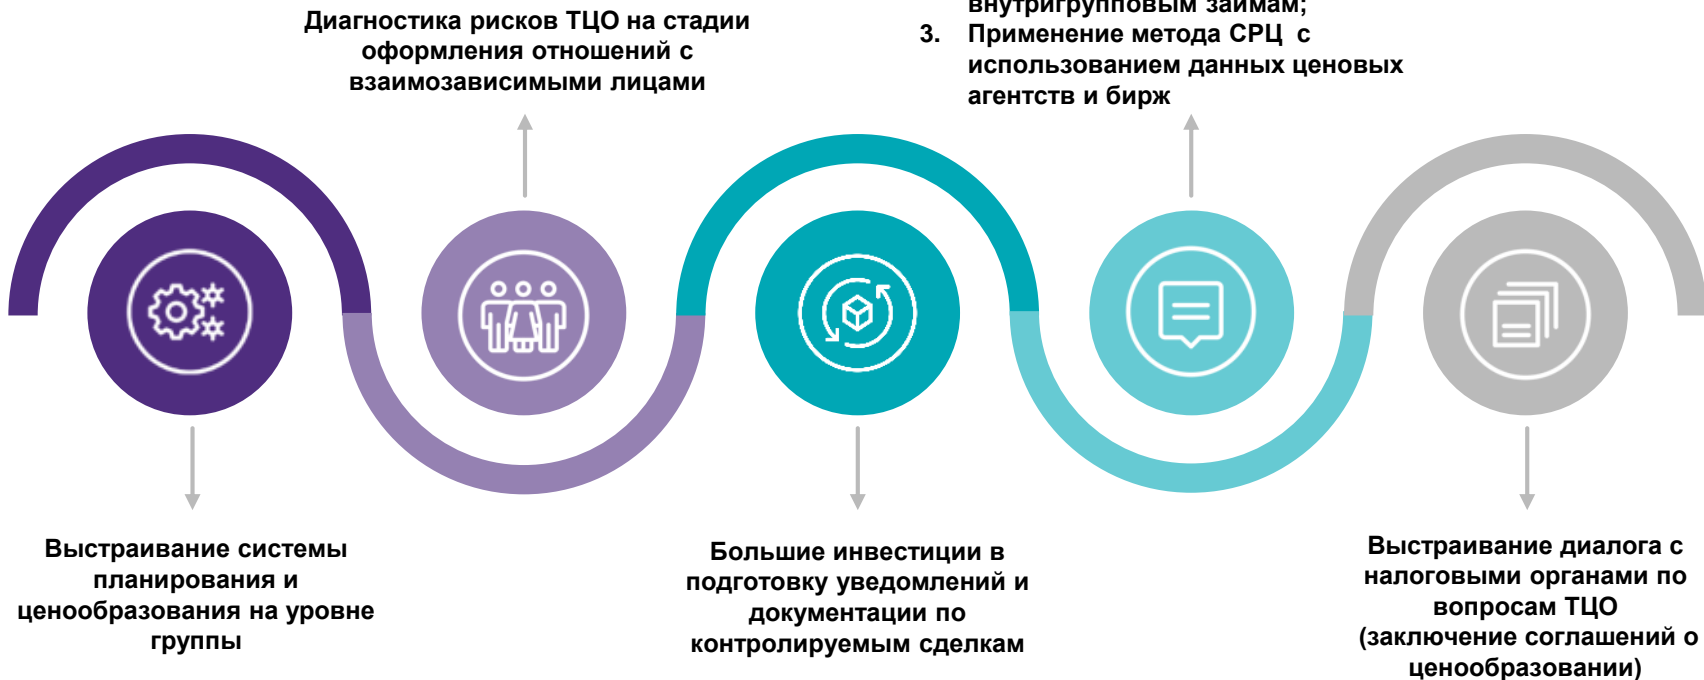 Диагностика рисков ТЦО на стадии
оформления отношений с
взаимозависимыми лицами
внутригрупповым займам;
3. Применение метода СРЦ с
использованием данных ценовых
агентств и бирж
Выстраивание системы
планирования и
ценообразования на уровне
группы
Большие инвестиции в
подготовку уведомлений и
документации по
контролируемым сделкам
Выстраивание диалога с
налоговыми органами по
вопросам ТЦО
(заключение соглашений о
ценообразовании)